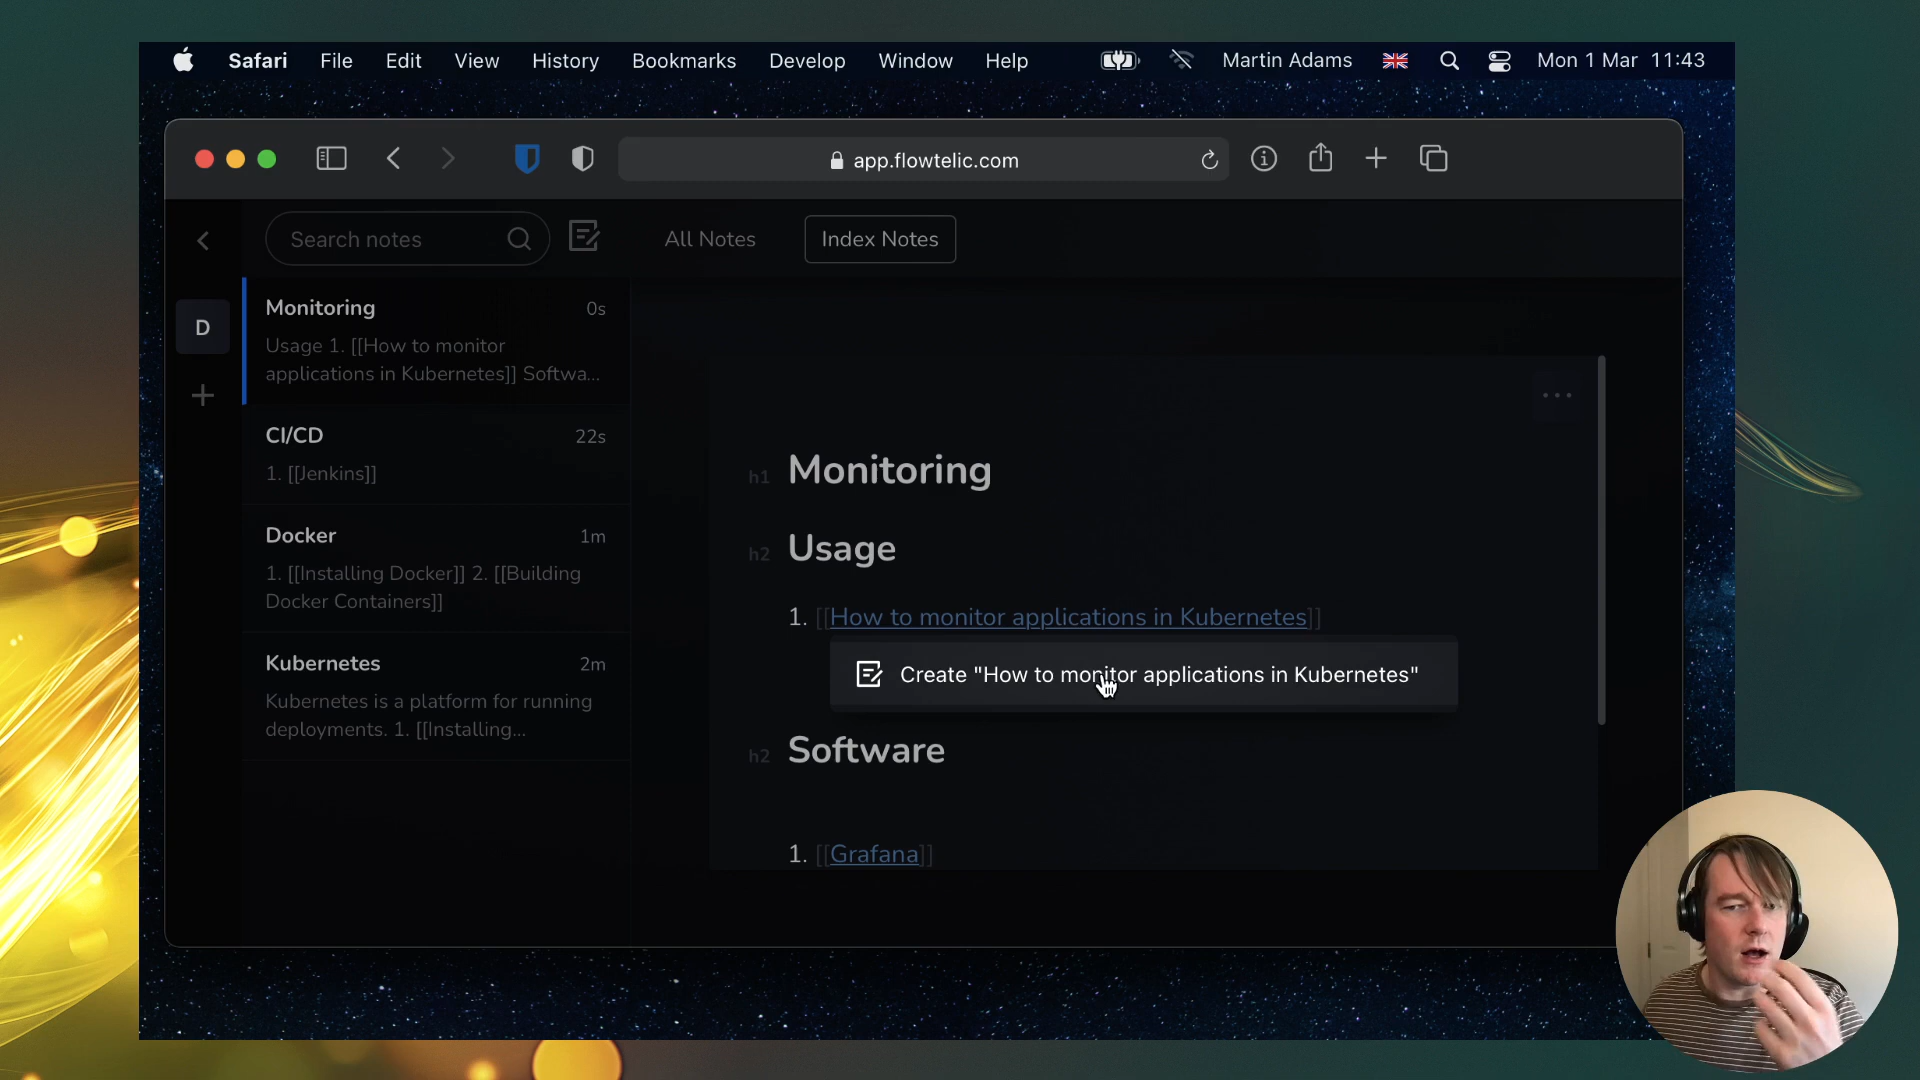 Safari File Edit View History Bookmarks Develop Window Help Martin Adams Mon 1 Mar 11:43
app.flowtelic.com
Search notes
All Notes Index Notes
D
Monitoring 0s
Usage 1. [[How to monitor
applications in Kubernetes]] Softwa...
CI/CD 22s
1. [[Jenkins]]
Docker 1m
1. [[Installing Docker]] 2. [[Building
Docker Containers]]
Kubernetes 2m
Kubernetes is a platform for running
deployments. 1. [[Installing...
h1 Monitoring
h2 Usage
1. [[How to monitor applications in Kubernetes]]
Create "How to monitor applications in Kubernetes"
h2 Software
1. [[Grafana]]